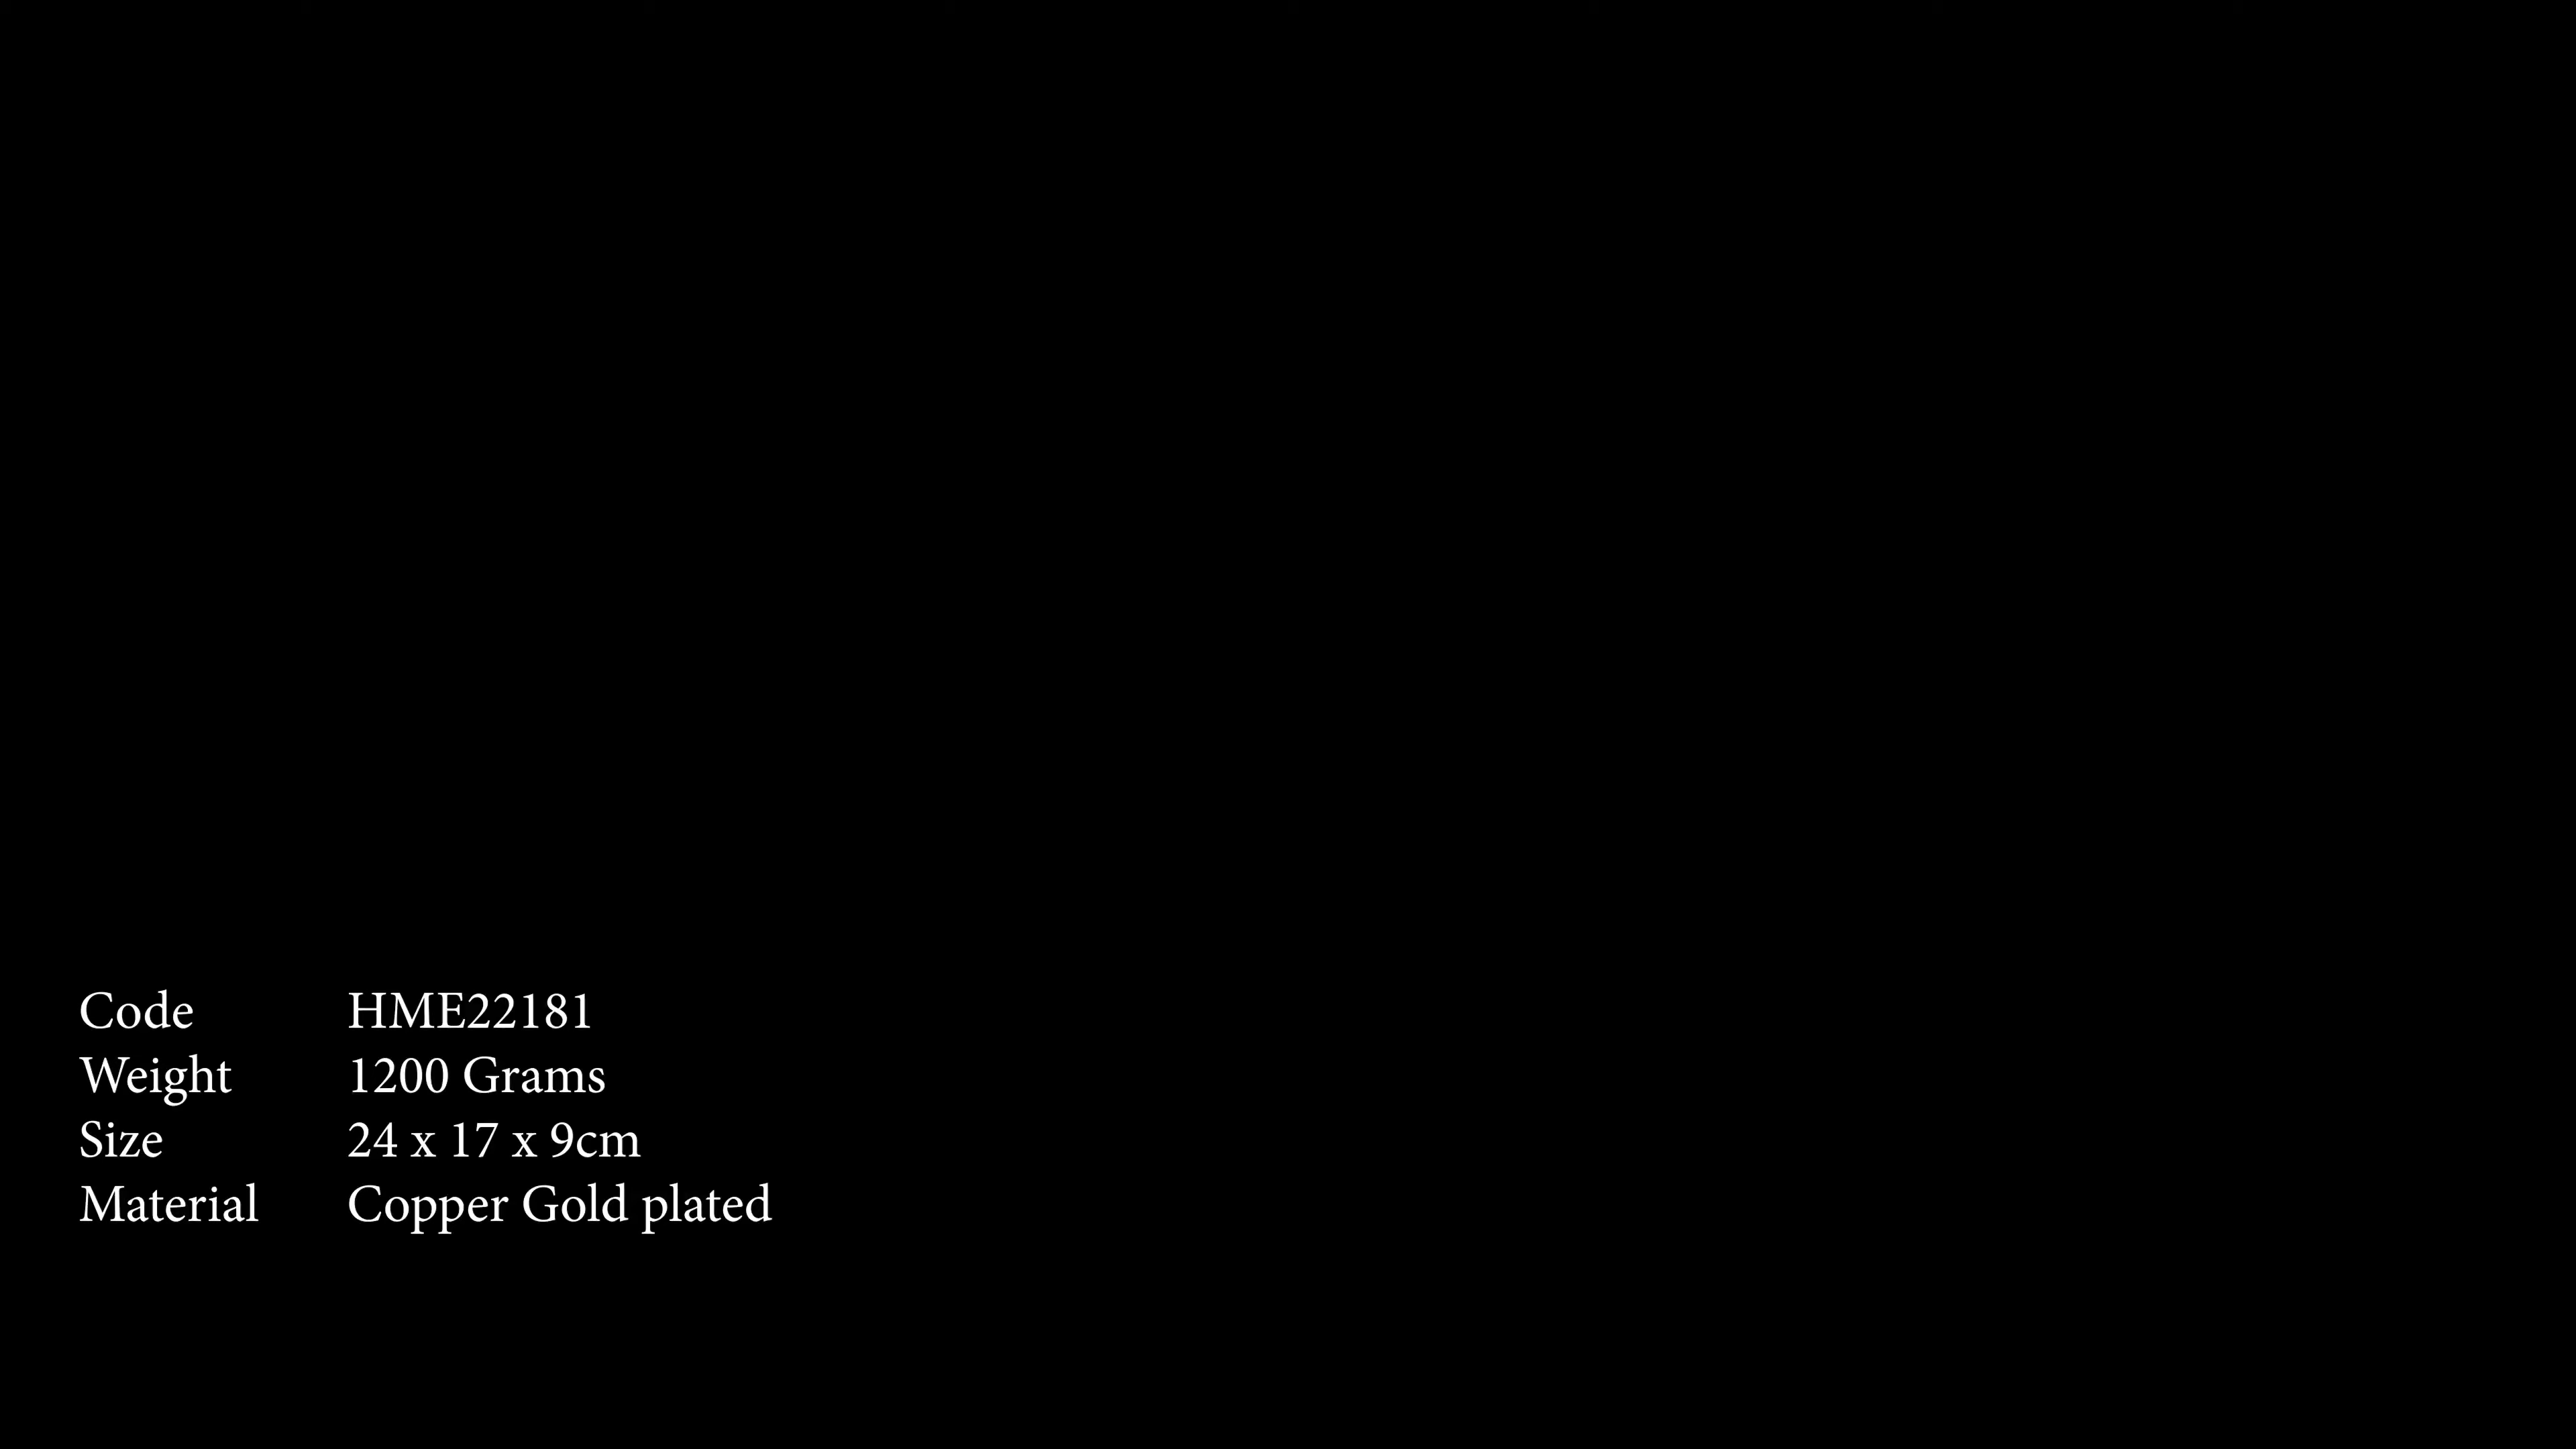 Code HME22181
Weight 1200 Grams
Size 24 x 17 x 9cm
Material Copper Gold plated